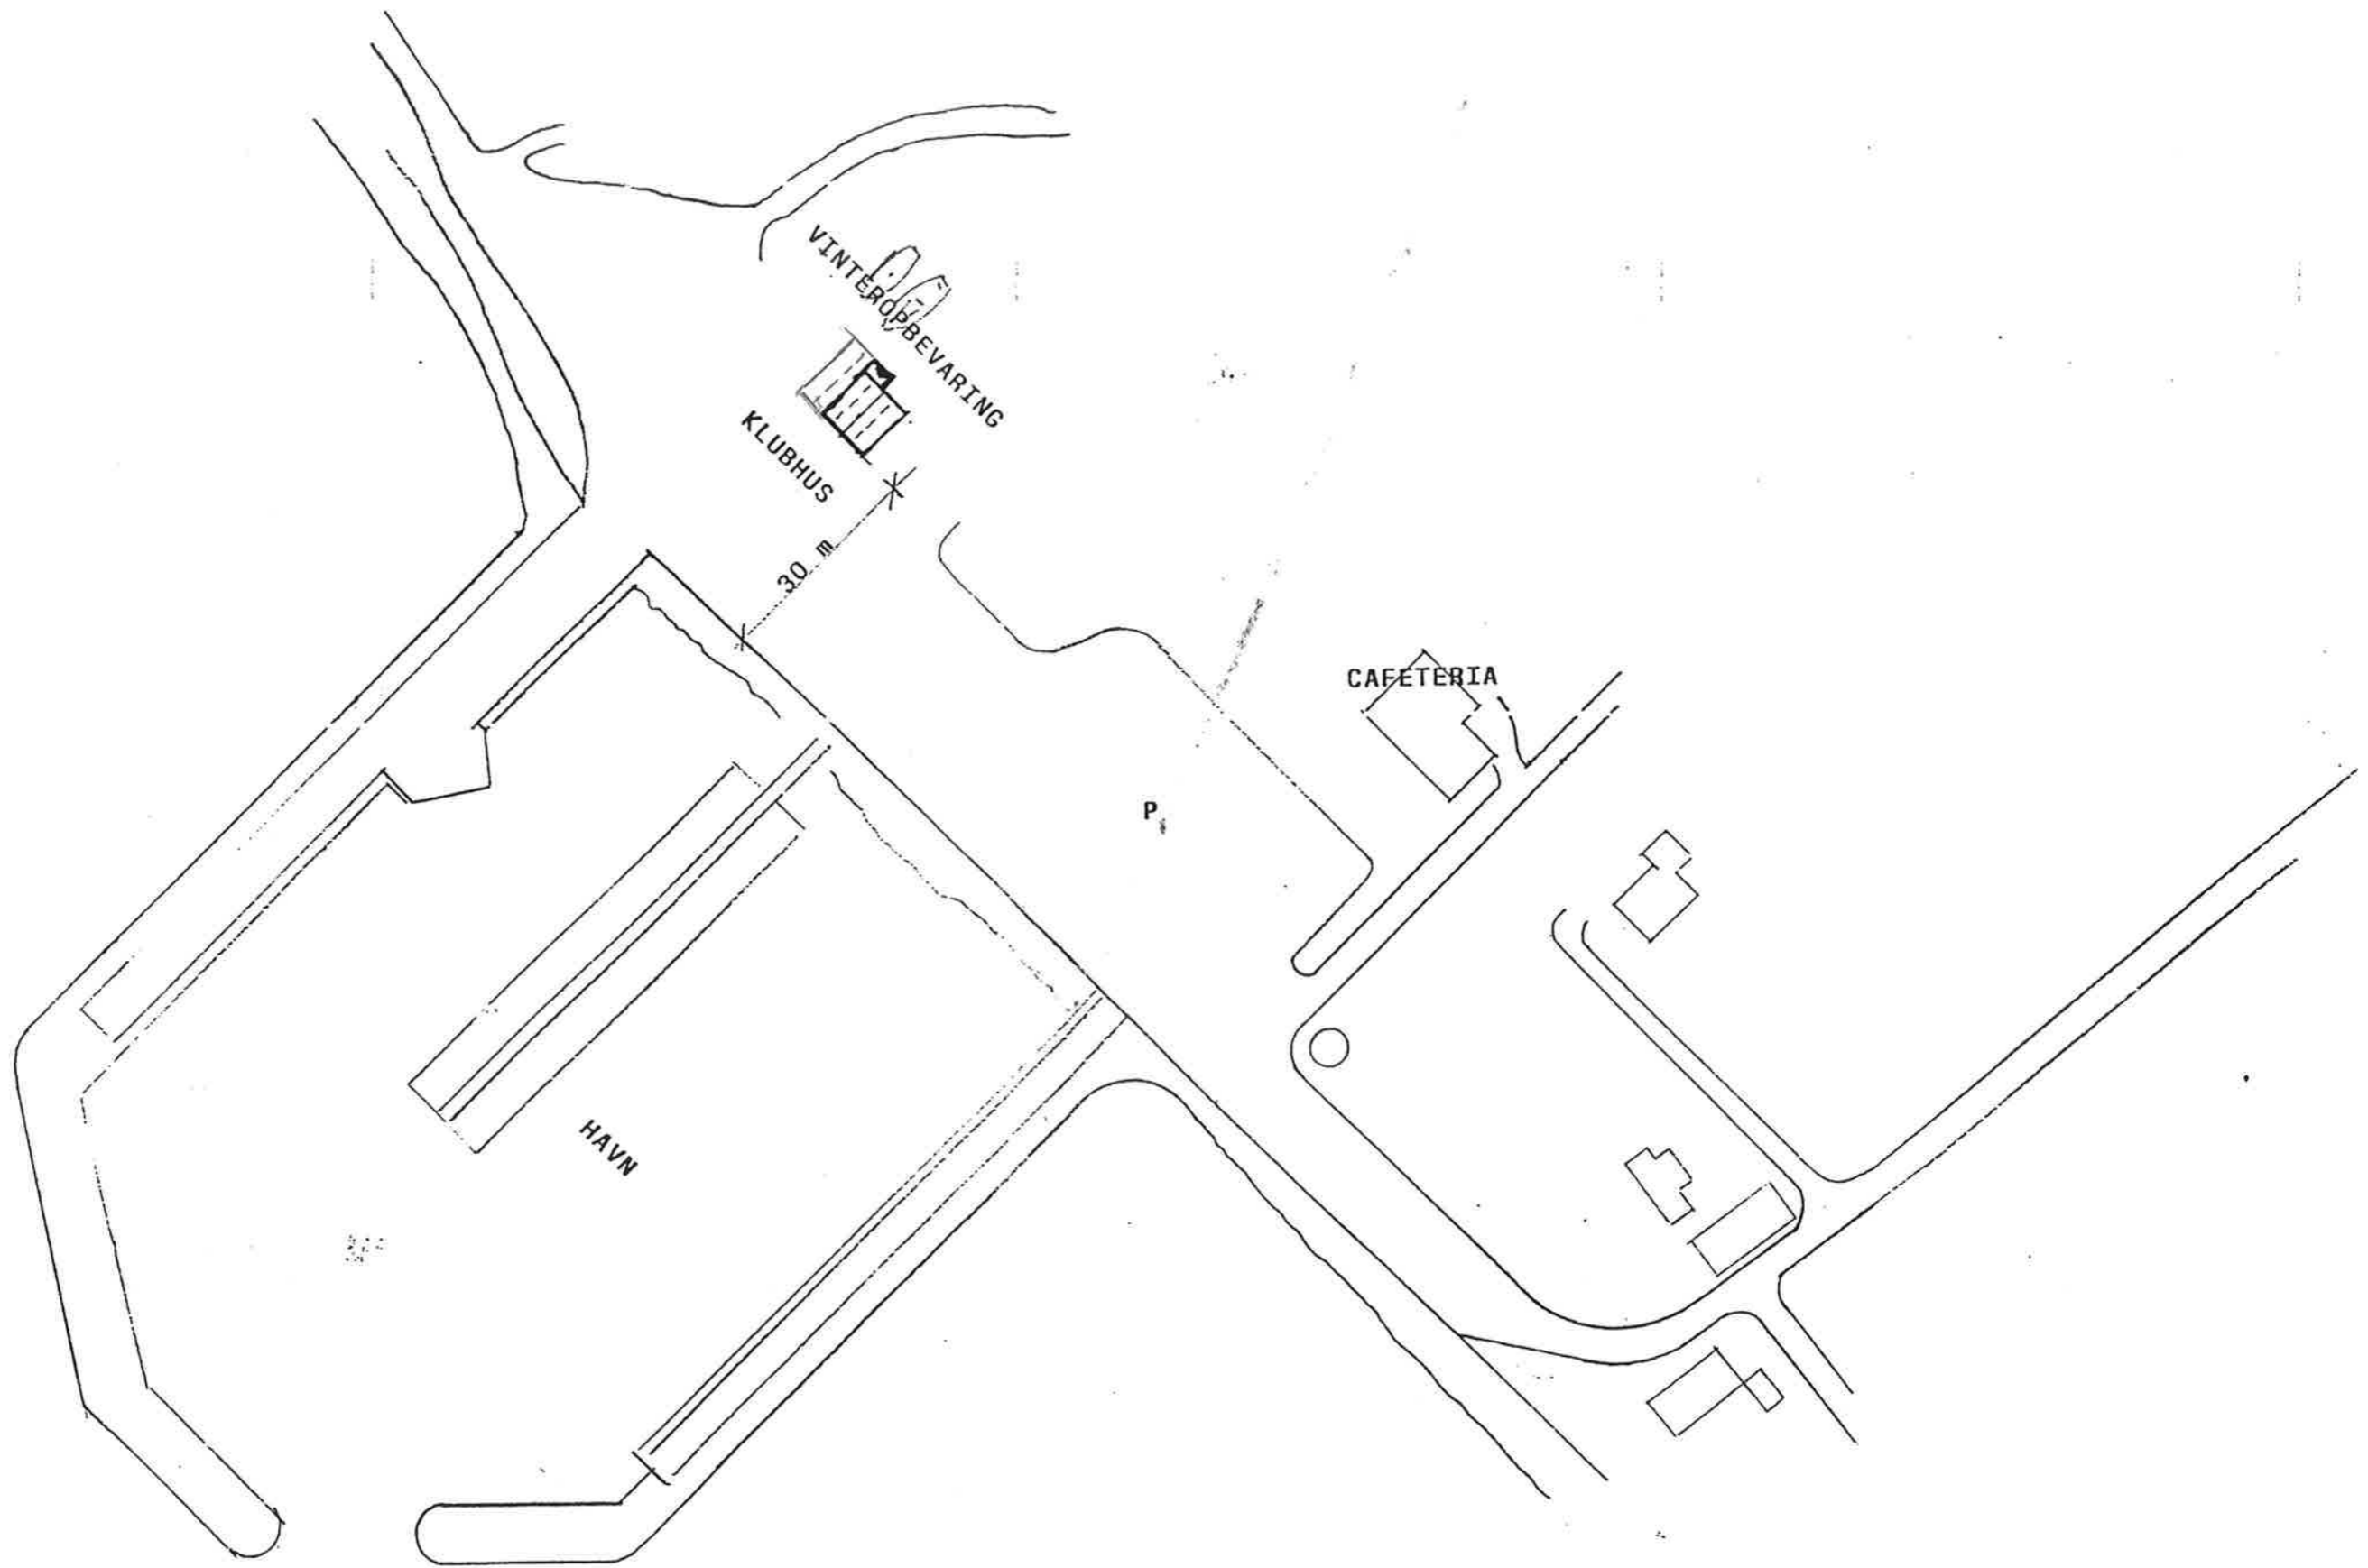 VINTEROPBEVARING
KLUBHUS
30 m
CAFETERIA
P
HAVN